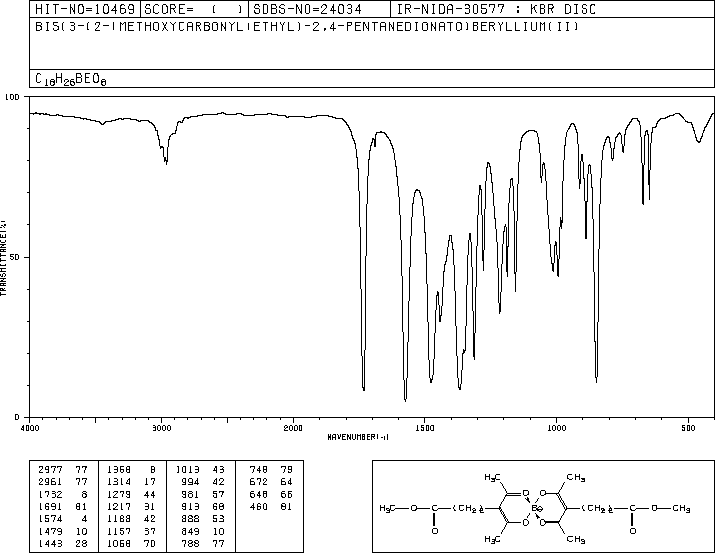 HIT-NO=10469 SCORE= ( ) SDBS-NO=24034 IR-NIDA-30577 : KBR DISC
BIS(3-(2-(METHOXYCARBONYL)ETHYL)-2,4-PENTANEDIONATO)BERYLLIUM(II)
C18H26BEO8
100
50
0
TRANSMITTANCE(%)
4000 3000 2000 1500 1000 500
WAVENUMBER(-1)
2977 77 1368 8 1013 43 748 79
2961 77 1314 17 994 42 672 64
1732 8 1279 44 981 57 648 66
1691 81 1217 31 913 68 460 81
1574 4 1188 42 888 53
1479 10 1157 37 849 10
1443 28 1058 70 788 77
CH3 CH3
H3C—O—C—(CH2)2 O O Be O O (CH2)2—C—O—CH3
O O
CH3 CH3